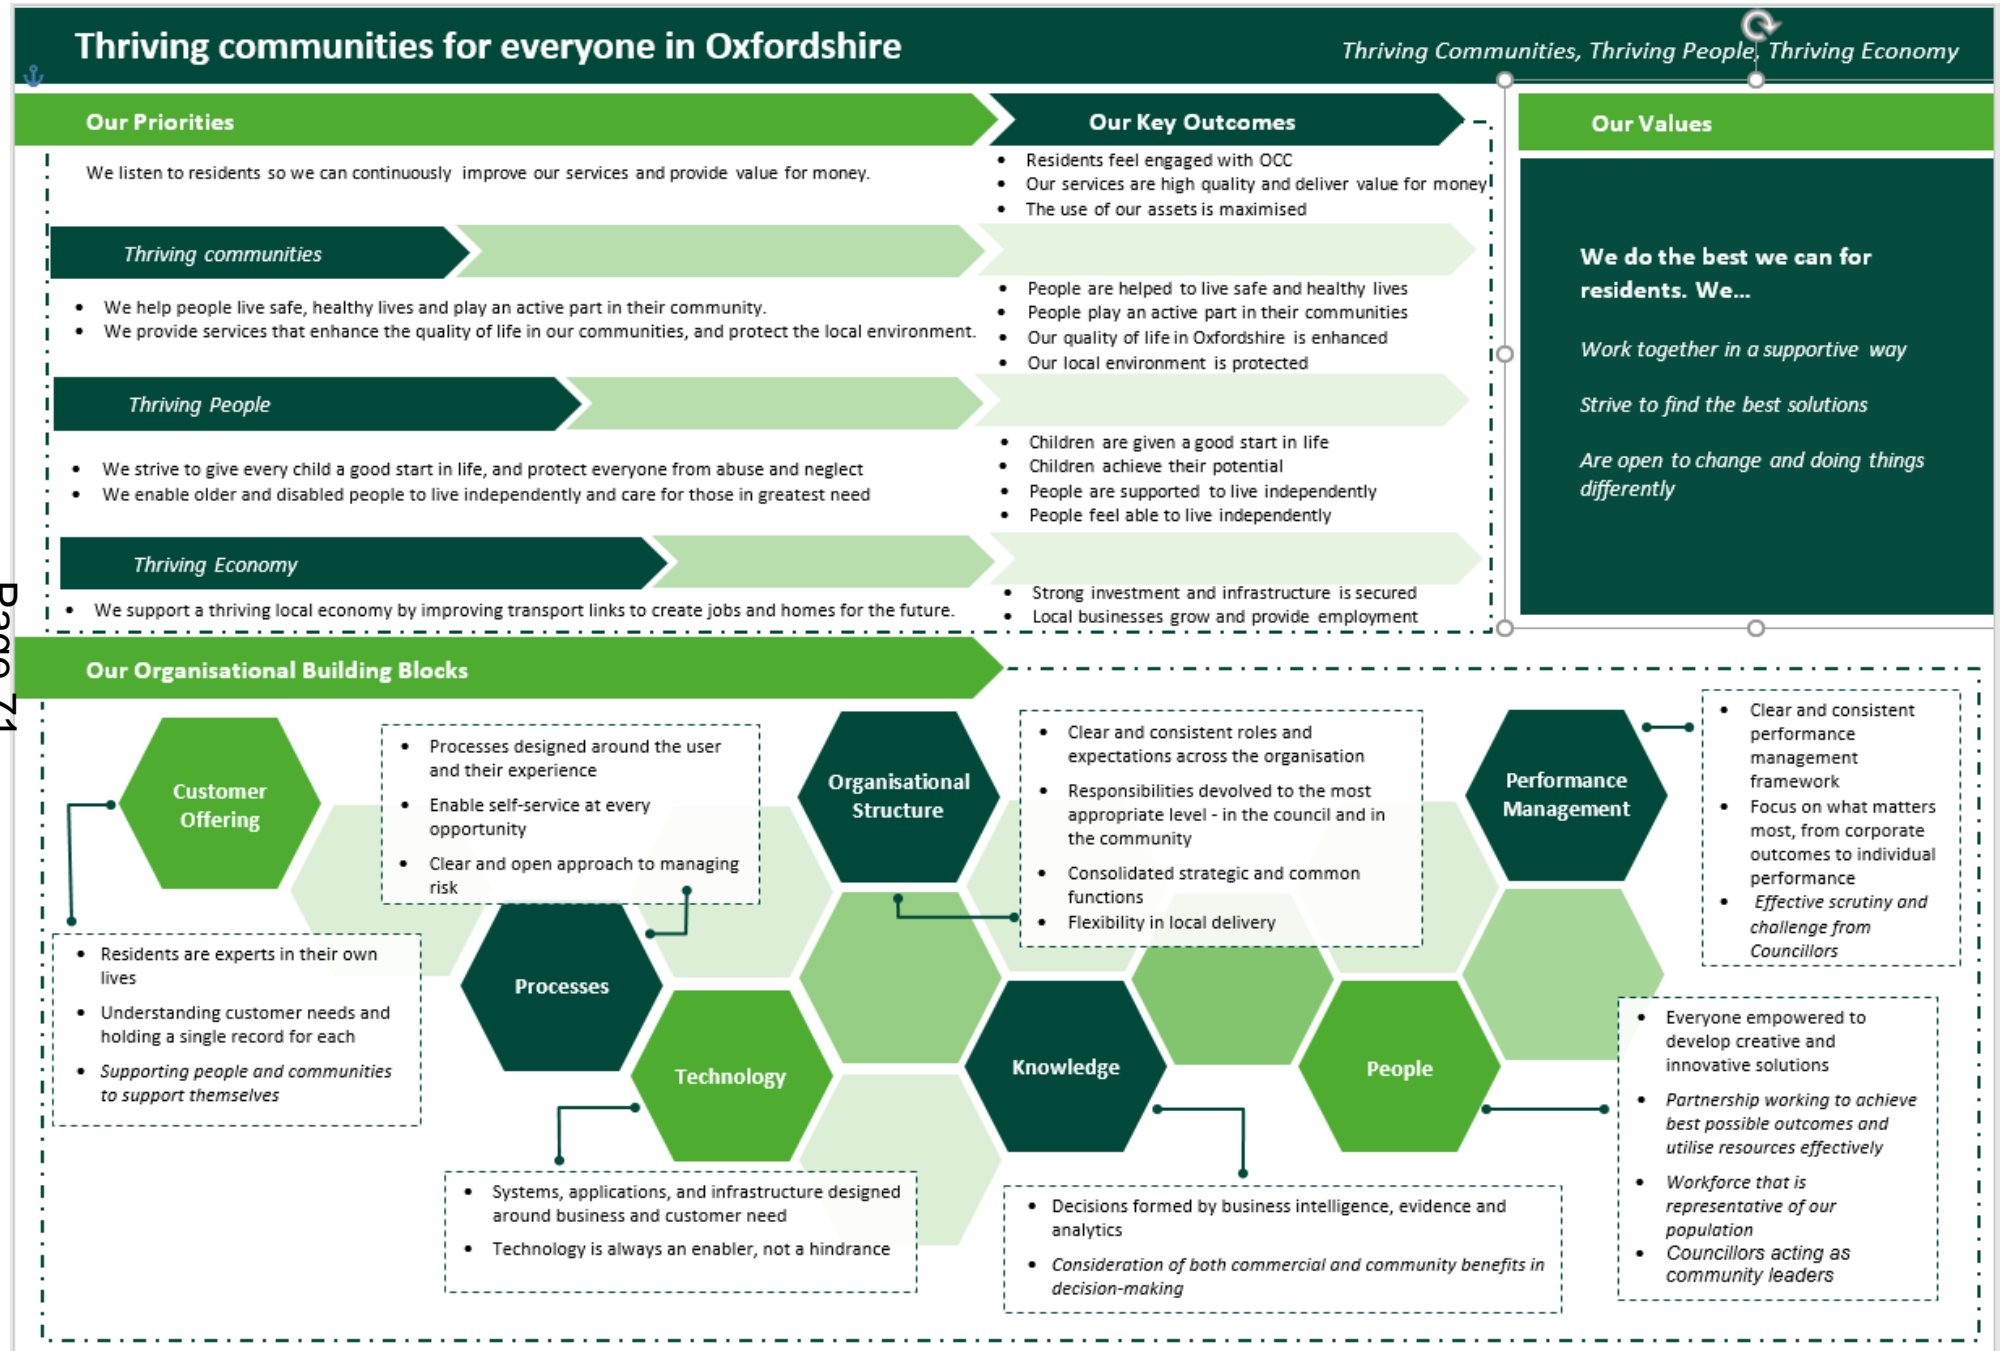 Thriving communities for everyone in Oxfordshire
Thriving Communities, Thriving People, Thriving Economy
Our Priorities
Our Key Outcomes
We listen to residents so we can continuously improve our services and provide value for money.
• Residents feel engaged with OCC
• Our services are high quality and deliver value for money
• The use of our assets is maximised
Thriving communities
• We help people live safe, healthy lives and play an active part in their community.
• We provide services that enhance the quality of life in our communities, and protect the local environment.
• People are helped to live safe and healthy lives
• People play an active part in their communities
• Our quality of life in Oxfordshire is enhanced
• Our local environment is protected
Thriving People
• We strive to give every child a good start in life, and protect everyone from abuse and neglect
• We enable older and disabled people to live independently and care for those in greatest need
• Children are given a good start in life
• Children achieve their potential
• People are supported to live independently
• People feel able to live independently
Thriving Economy
• We support a thriving local economy by improving transport links to create jobs and homes for the future.
• Strong investment and infrastructure is secured
• Local businesses grow and provide employment
Our Values
We do the best we can for
residents. We...
Work together in a supportive way
Strive to find the best solutions
Are open to change and doing things
differently
Page 71
Our Organisational Building Blocks
Customer
Offering
• Residents are experts in their own
lives
• Understanding customer needs and
holding a single record for each
• Supporting people and communities
to support themselves
• Processes designed around the user
and their experience
• Enable self-service at every
opportunity
• Clear and open approach to managing
risk
Processes
Technology
• Systems, applications, and infrastructure designed
around business and customer need
• Technology is always an enabler, not a hindrance
Organisational
Structure
• Clear and consistent roles and
expectations across the organisation
• Responsibilities devolved to the most
appropriate level - in the council and in
the community
• Consolidated strategic and common
functions
• Flexibility in local delivery
Knowledge
• Decisions formed by business intelligence, evidence and
analytics
• Consideration of both commercial and community benefits in
decision-making
People
• Everyone empowered to
develop creative and
innovative solutions
• Partnership working to achieve
best possible outcomes and
utilise resources effectively
• Workforce that is
representative of our
population
• Councillors acting as
community leaders
Performance
Management
• Clear and consistent
performance
management
framework
• Focus on what matters
most, from corporate
outcomes to individual
performance
• Effective scrutiny and
challenge from
Councillors